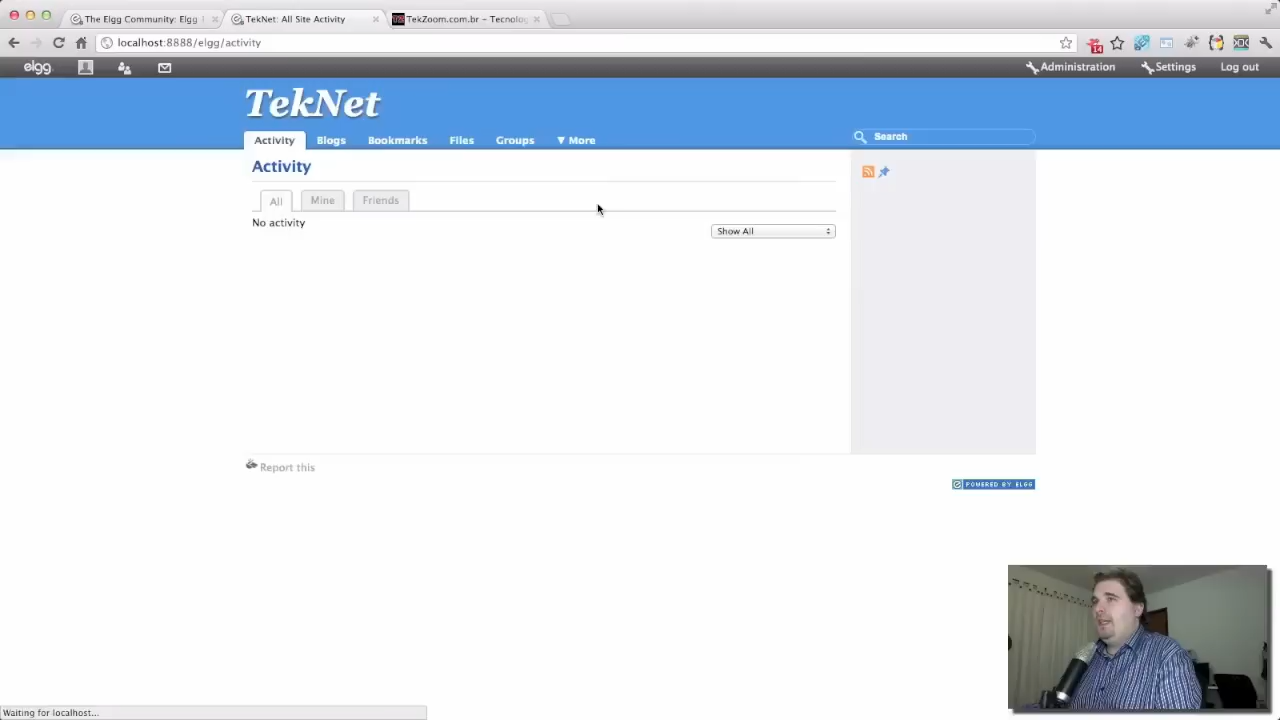 The Elgg Community: Elgg
TekNet: All Site Activity
TekZoom.com.br – Tecnolog
localhost:8888/elgg/activity
14
elgg
Administration
Settings
Log out
TekNet
Activity
Blogs
Bookmarks
Files
Groups
▼ More
Search
Activity
All
Mine
Friends
No activity
Show All
Report this
POWERED BY ELGG
Waiting for localhost...